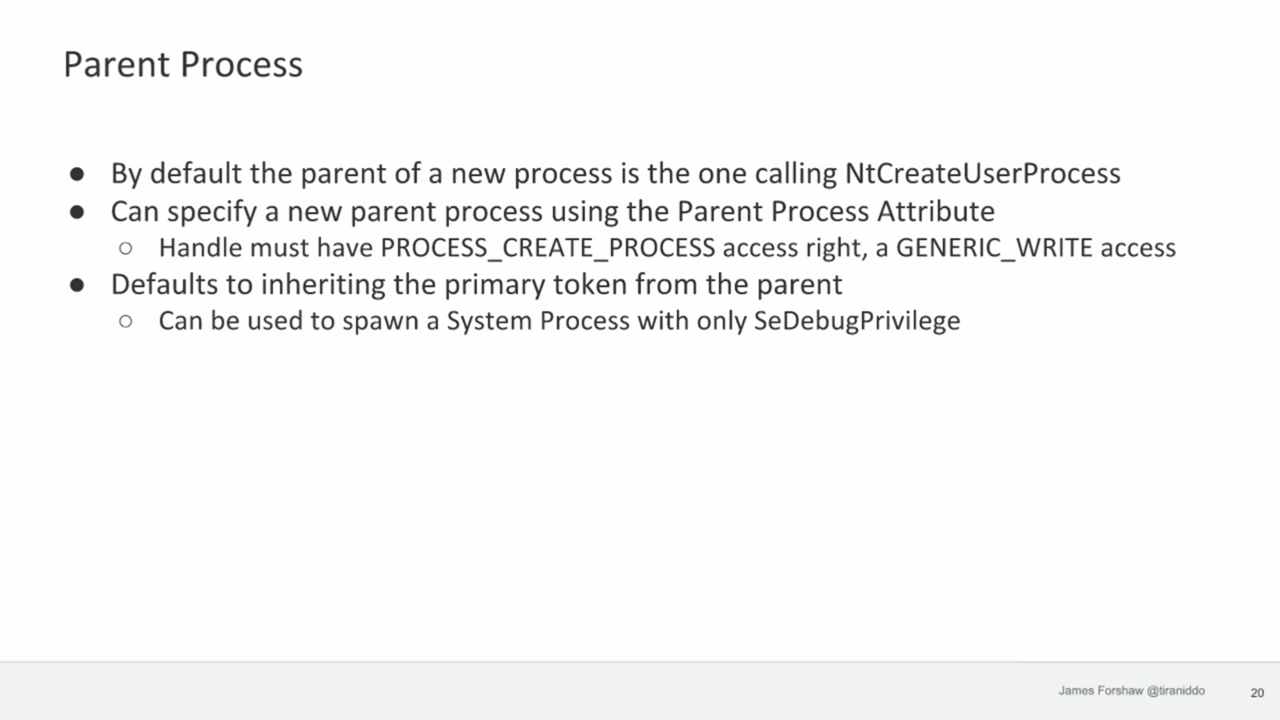 Parent Process
● By default the parent of a new process is the one calling NtCreateUserProcess
● Can specify a new parent process using the Parent Process Attribute
○ Handle must have PROCESS_CREATE_PROCESS access right, a GENERIC_WRITE access
● Defaults to inheriting the primary token from the parent
○ Can be used to spawn a System Process with only SeDebugPrivilege
James Forshaw @tiraniddo
20